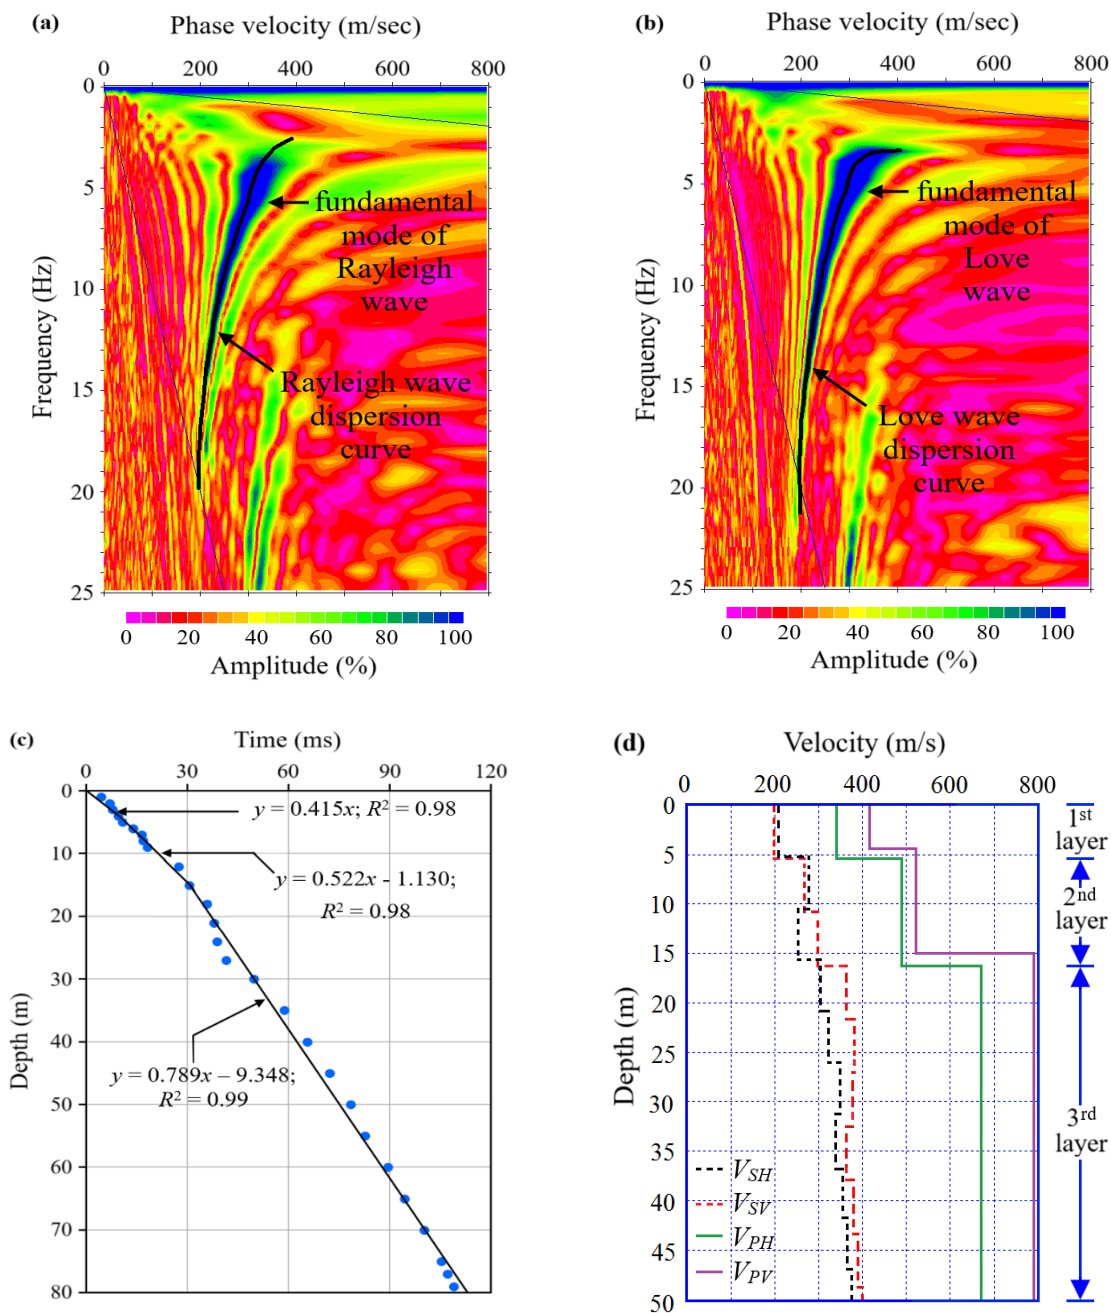 (a)
Phase velocity (m/sec)
0 200 400 600 800
0
5
10
15
20
25
Frequency (Hz)
fundamental
mode of
Rayleigh
wave
Rayleigh wave
dispersion
curve
0 20 40 60 80 100
Amplitude (%)
(b)
Phase velocity (m/sec)
0 200 400 600 800
0
5
10
15
20
25
Frequency (Hz)
fundamental
mode of
Love
wave
Love wave
dispersion
curve
0 20 40 60 80 100
Amplitude (%)
(c)
Time (ms)
0 30 60 90 120
0
10
20
30
40
50
60
70
80
Depth (m)
y = 0.415x; R² = 0.98
y = 0.522x - 1.130;
R² = 0.98
y = 0.789x – 9.348;
R² = 0.99
(d)
Velocity (m/s)
0 200 400 600 800
0
5
10
15
20
25
30
35
40
45
50
Depth (m)
1st
layer
2nd
layer
3rd
layer
VSH
VSV
VPH
VPV